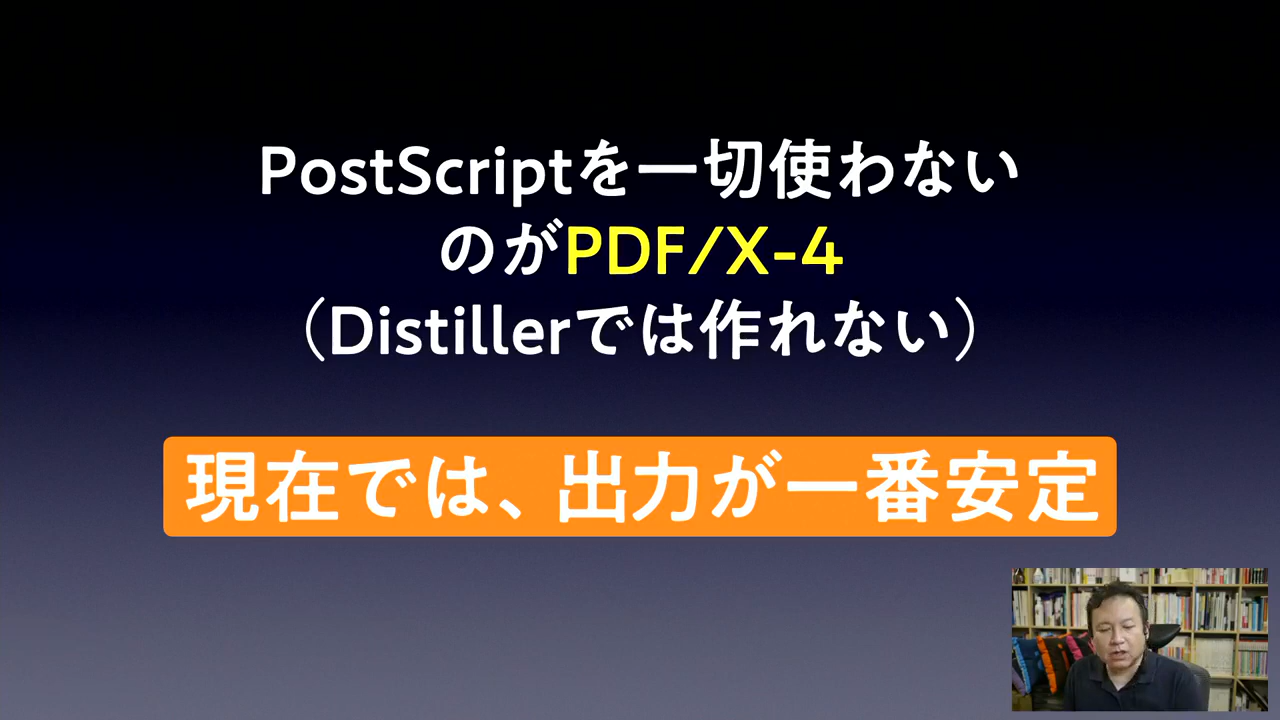 PostScriptを一切使わない
のがPDF/X-4
（Distillerでは作れない）
現在では、出力が一番安定